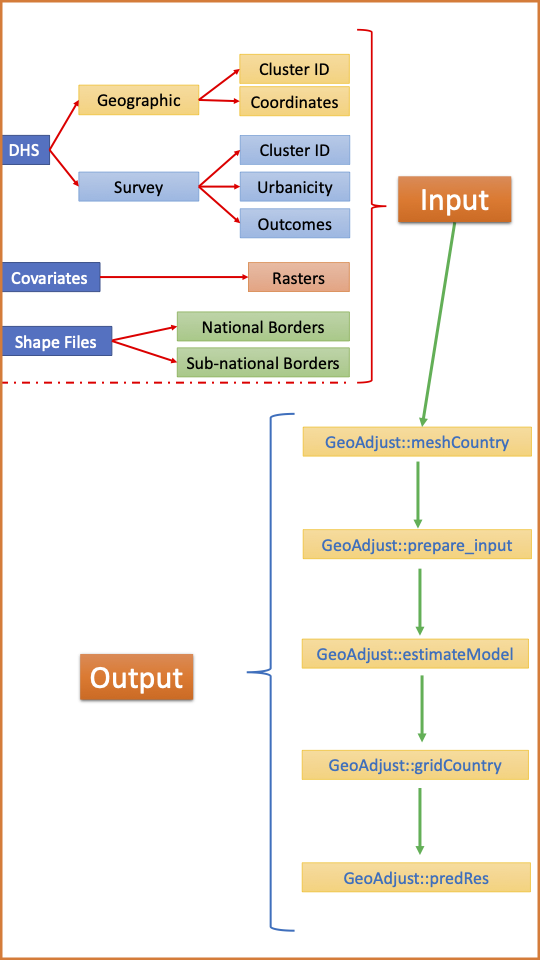 DHS
Geographic
Cluster ID
Coordinates
Survey
Cluster ID
Urbanicity
Outcomes
Covariates
Rasters
Shape Files
National Borders
Sub-national Borders
Input
GeoAdjust::meshCountry
GeoAdjust::prepare_input
GeoAdjust::estimateModel
GeoAdjust::gridCountry
GeoAdjust::predRes
Output